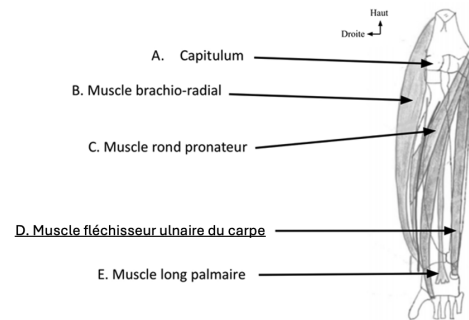 Haut
Droite
A. Capitulum
B. Muscle brachio-radial
C. Muscle rond pronateur
D. Muscle fléchisseur ulnaire du carpe
E. Muscle long palmaire